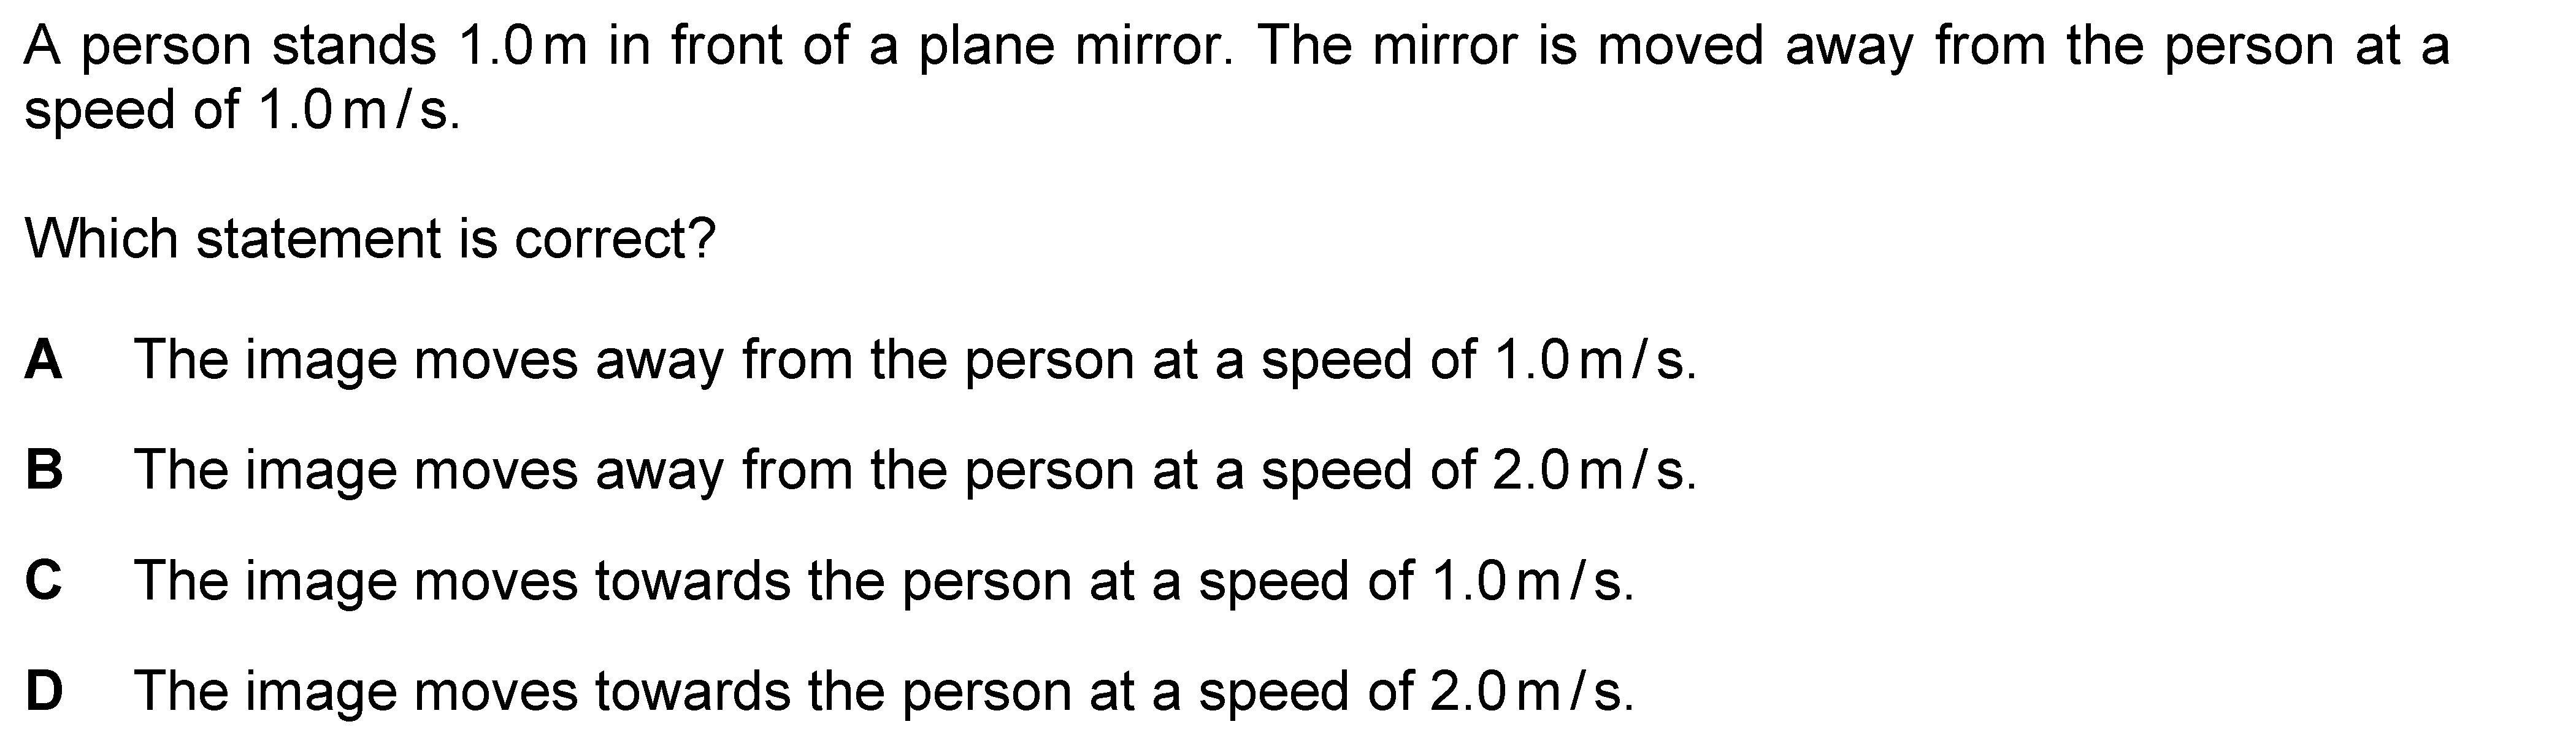 A person stands 1.0 m in front of a plane mirror. The mirror is moved away from the person at a
speed of 1.0 m / s.
Which statement is correct?
A The image moves away from the person at a speed of 1.0 m / s.
B The image moves away from the person at a speed of 2.0 m / s.
C The image moves towards the person at a speed of 1.0 m / s.
D The image moves towards the person at a speed of 2.0 m / s.